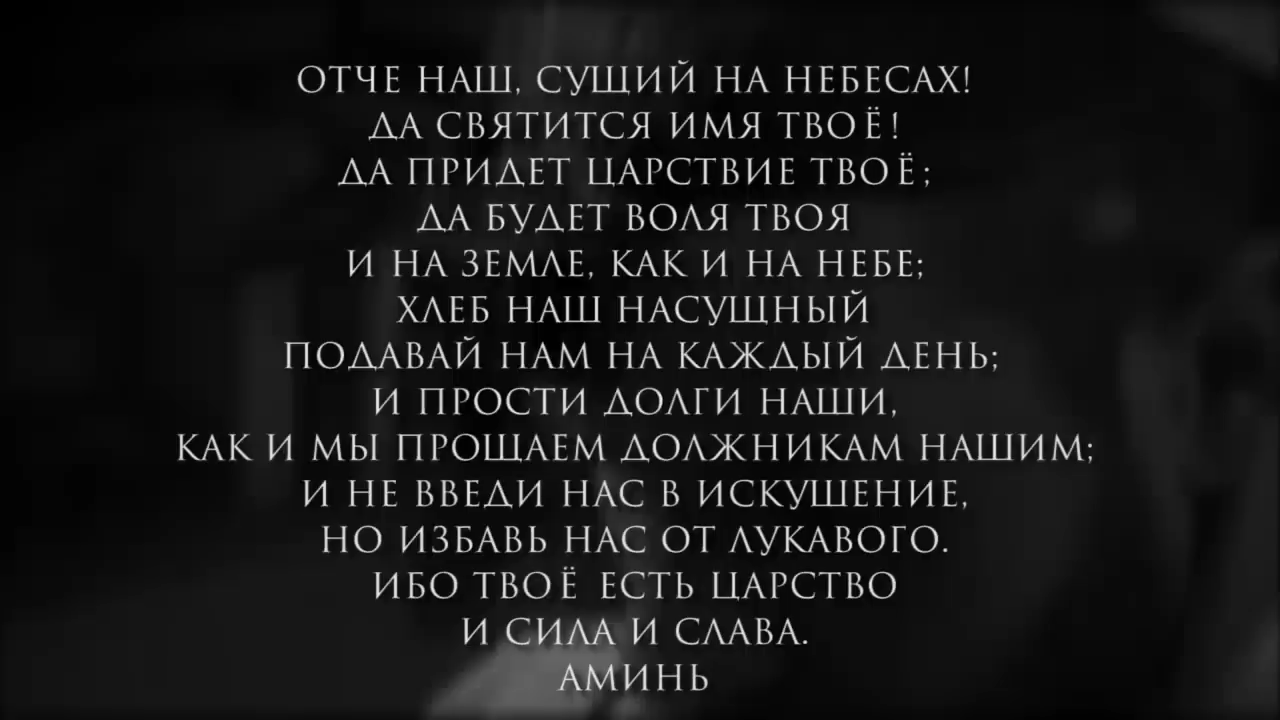 ОТЧЕ НАШ, СУЩИЙ НА НЕБЕСАХ!
ДА СВЯТИТСЯ ИМЯ ТВОЁ!
ДА ПРИДЕТ ЦАРСТВИЕ ТВОЁ;
ДА БУДЕТ ВОЛЯ ТВОЯ
И НА ЗЕМЛЕ, КАК И НА НЕБЕ;
ХЛЕБ НАШ НАСУЩНЫЙ
ПОДАВАЙ НАМ НА КАЖДЫЙ ДЕНЬ;
И ПРОСТИ ДОЛГИ НАШИ,
КАК И МЫ ПРОЩАЕМ ДОЛЖНИКАМ НАШИМ;
И НЕ ВВЕДИ НАС В ИСКУШЕНИЕ,
НО ИЗБАВЬ НАС ОТ ЛУКАВОГО.
ИБО ТВОЁ ЕСТЬ ЦАРСТВО
И СИЛА И СЛАВА.
АМИНЬ